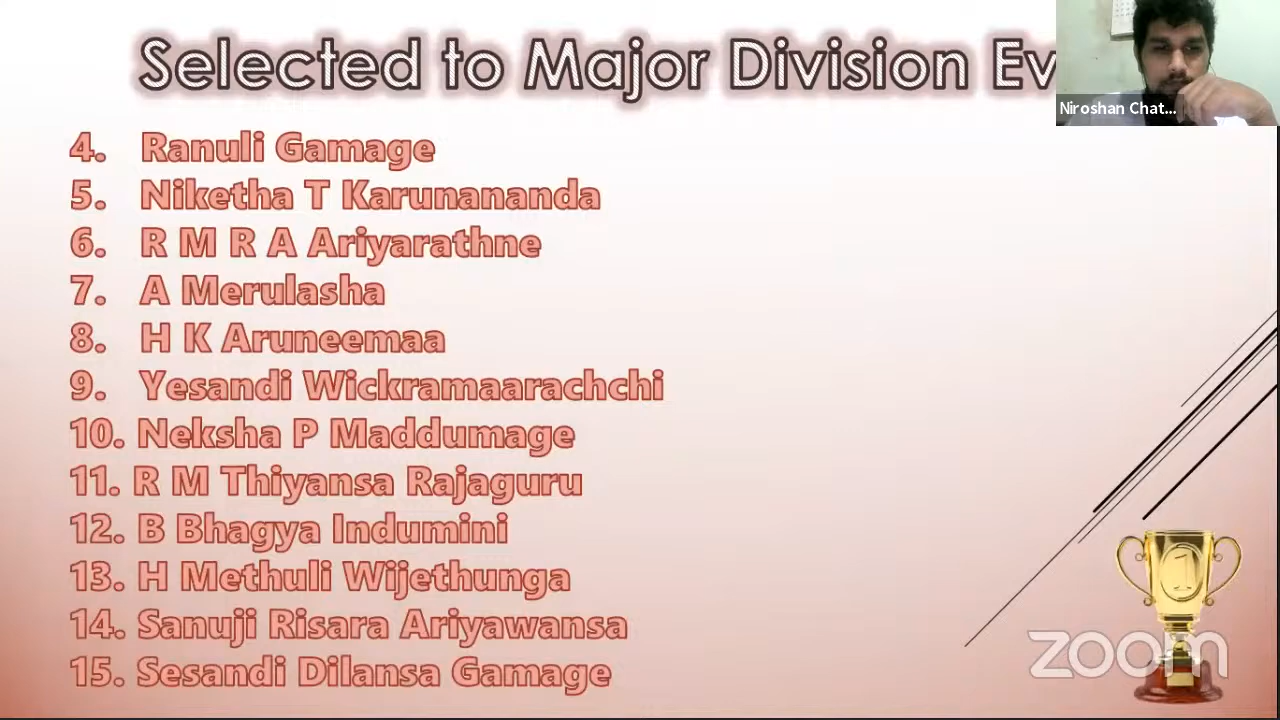 Selected to Major Division Ev
Niroshan Chat...
4. Ranuli Gamage
5. Niketha T Karunananda
6. R M R A Ariyarathne
7. A Merulasha
8. H K Aruneemaa
9. Yesandi Wickramaarachchi
10. Neksha P Maddumage
11. R M Thiyansa Rajaguru
12. B Bhagya Indumini
13. H Methuli Wijethunga
14. Sanuji Risara Ariyawansa
15. Sesandi Dilansa Gamage
1
zoom